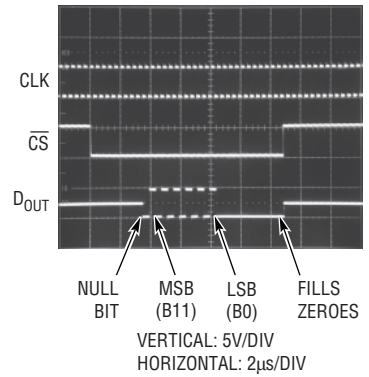 CLK
CS
DOUT
NULL BIT
MSB (B11)
LSB (B0)
FILLS ZEROES
VERTICAL: 5V/DIV
HORIZONTAL: 2µs/DIV